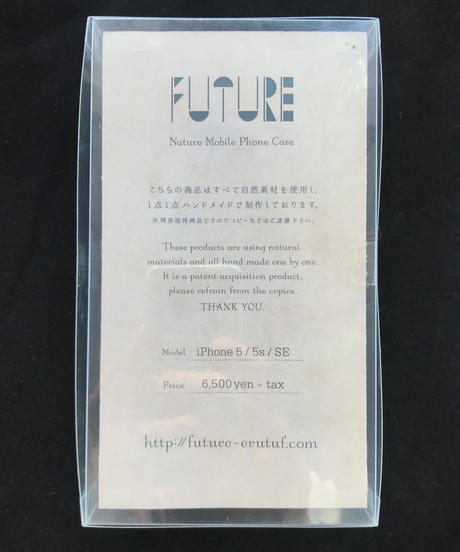 FUTURE
Nature Mobile Phone Case
こちらの商品はすべて自然素材を使用し、
1点1点ハンドメイドで制作しております。
※特許取得商品ですのでコピーなどはご遠慮下さい。
These products are using natural
materials and all hand made one by one.
It is a patent acquisition product,
please refrain from the copies.
THANK YOU.
Model iPhone 5 / 5s / SE
Price 6,500yen + tax
http://future-erutuf.com